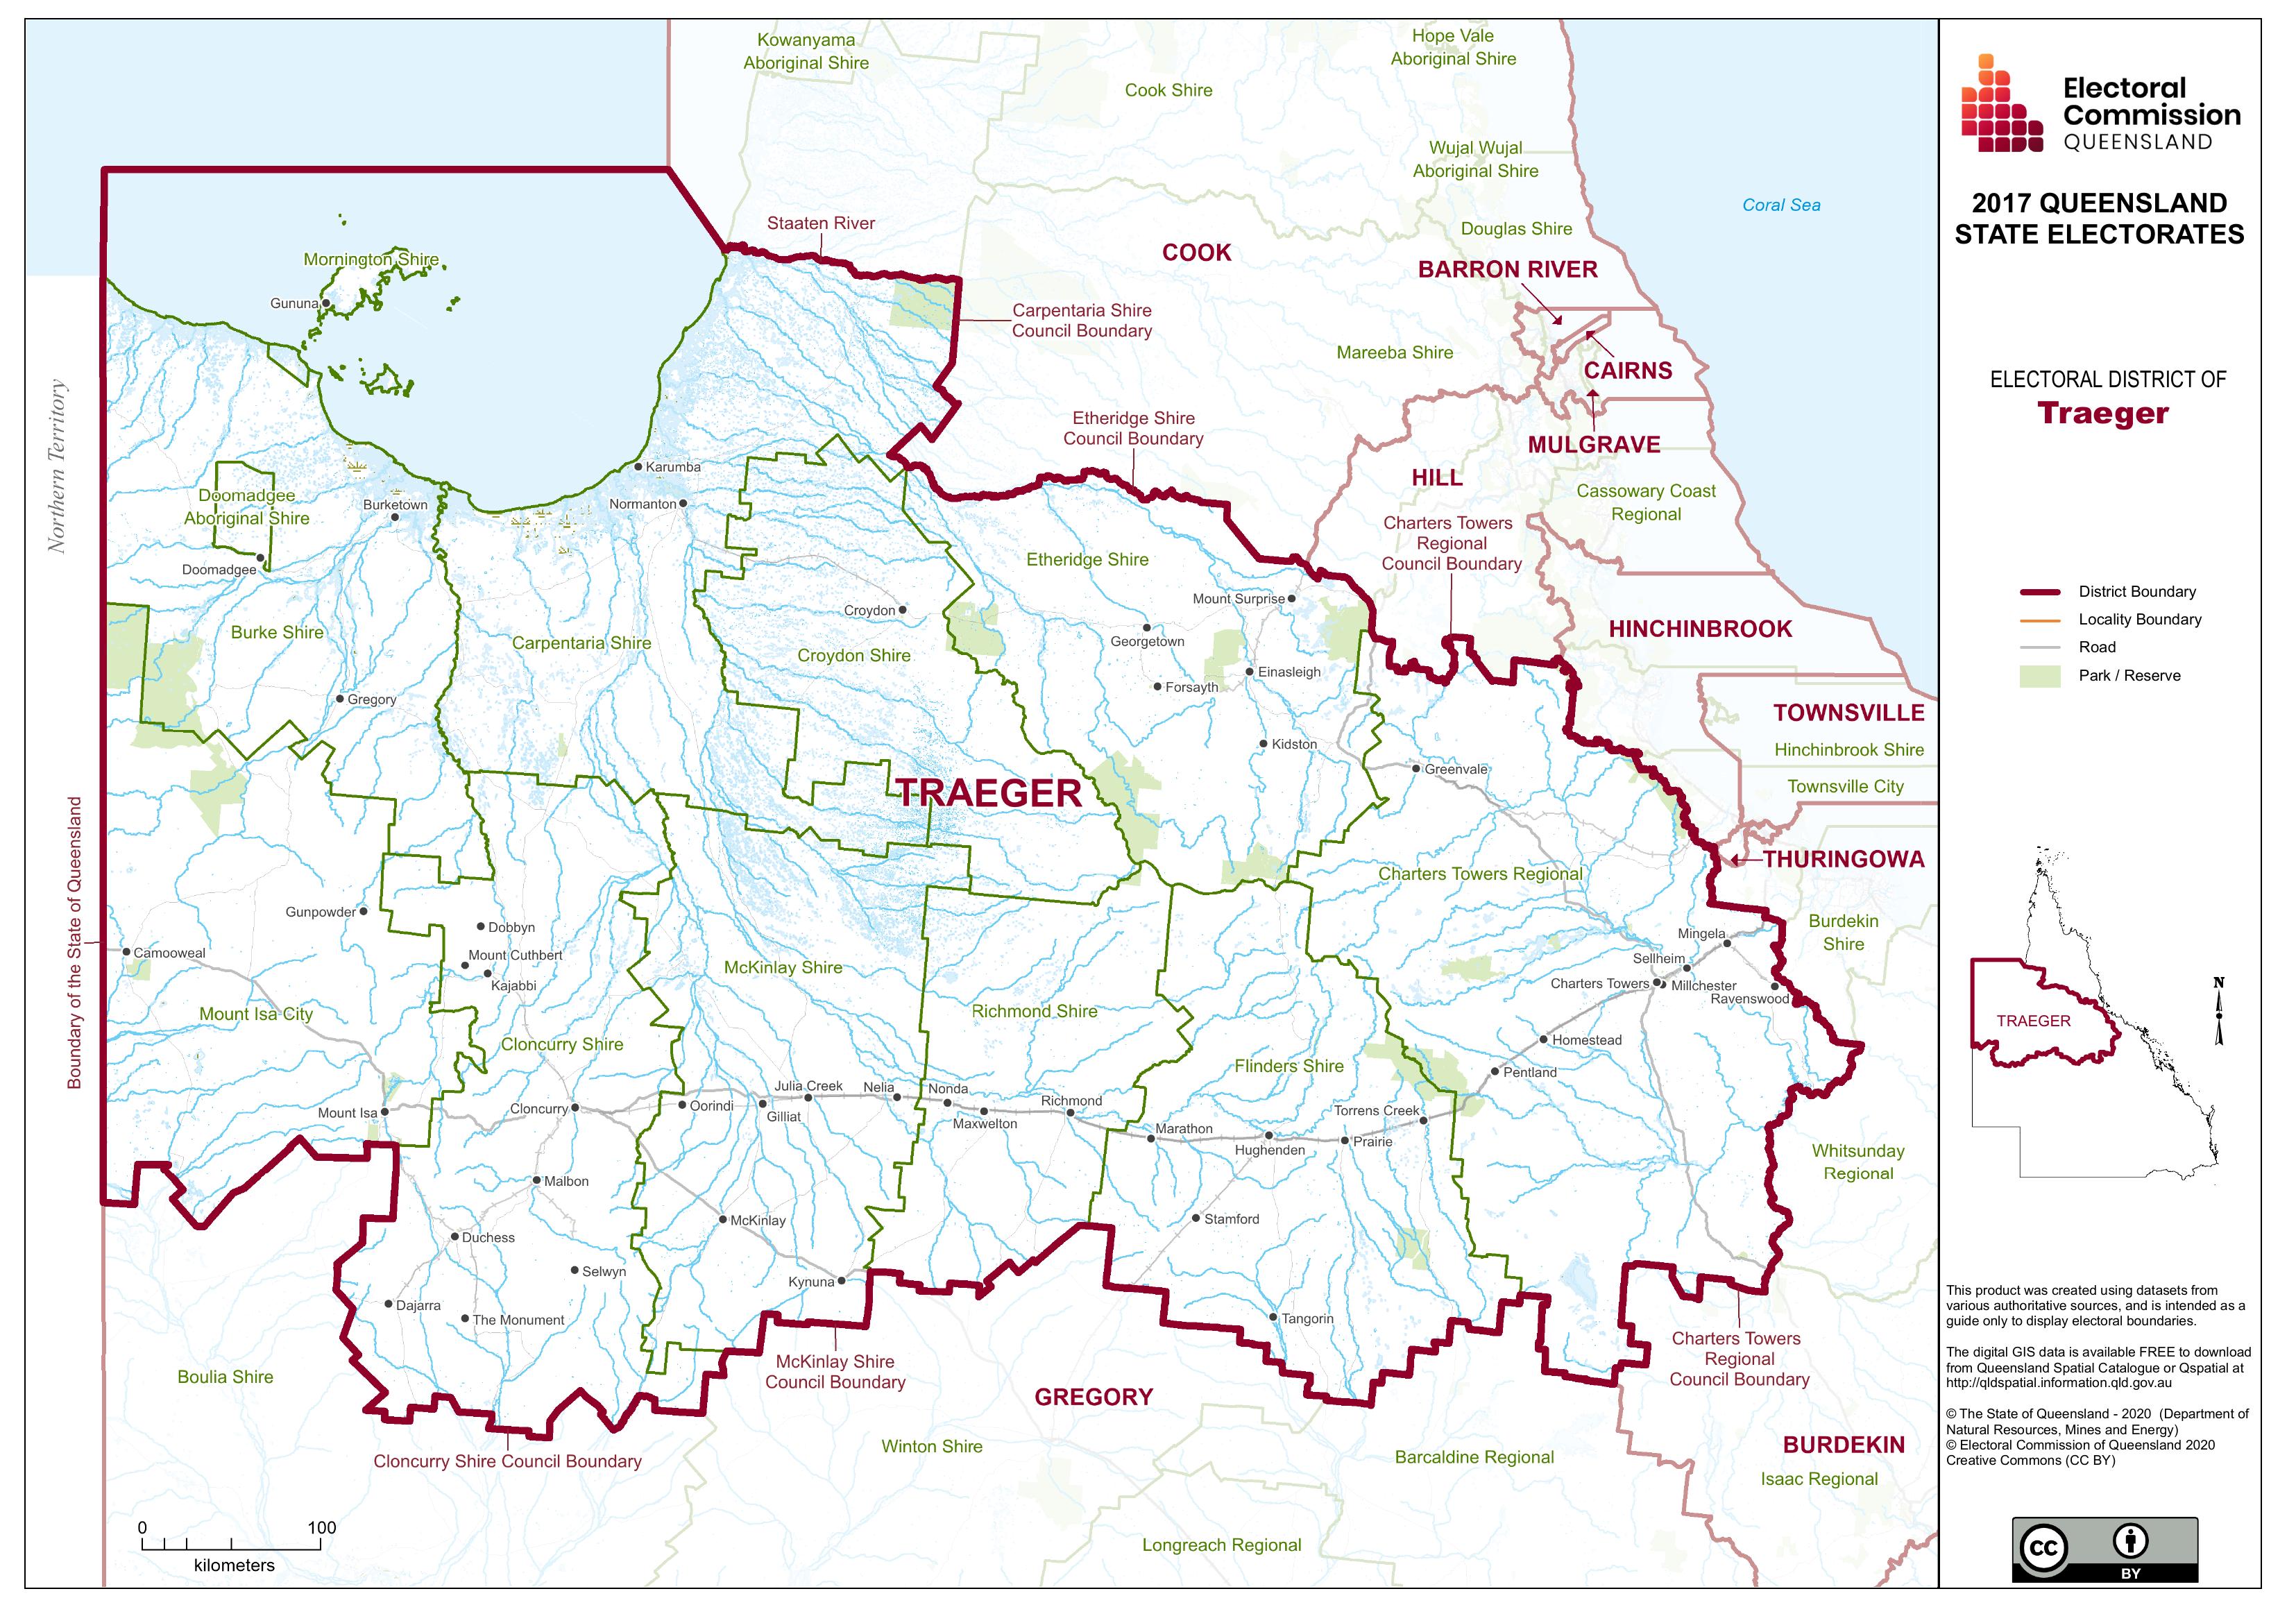 Kowanyama
Aboriginal Shire
Hope Vale
Aboriginal Shire
Cook Shire
Wujal Wujal
Aboriginal Shire
Douglas Shire
Coral Sea
Staaten River
COOK
BARRON RIVER
Mornington Shire
Gununa
Carpentaria Shire
Council Boundary
Mareeba Shire
CAIRNS
Northern Territory
Etheridge Shire
Council Boundary
MULGRAVE
HILL
Karumba
Normanton
Doomadgee
Aboriginal Shire
Burketown
Cassowary Coast
Regional
Charters Towers
Regional
Council Boundary
Doomadgee
Etheridge Shire
Mount Surprise
Croydon
Georgetown
Burke Shire
Carpentaria Shire
Croydon Shire
HINCHINBROOK
Einasleigh
Forsayth
Gregory
TOWNSVILLE
Kidston
Hinchinbrook Shire
Greenvale
TRAEGER
Townsville City
Boundary of the State of Queensland
THURINGOWA
Charters Towers Regional
Gunpowder
Dobbyn
Burdekin
Shire
Mingela
Camooweal
Mount Cuthbert
Kajabbi
McKinlay Shire
Sellheim
Charters Towers
Millchester
Ravenswood
Mount Isa City
Richmond Shire
Cloncurry Shire
Homestead
Flinders Shire
Pentland
Julia Creek
Nelia
Nonda
Mount Isa
Cloncurry
Oorindi
Gilliat
Maxwelton
Richmond
Torrens Creek
Marathon
Hughenden
Prairie
Whitsunday
Regional
Malbon
McKinlay
Stamford
Duchess
Selwyn
Kynuna
Dajarra
The Monument
Tangorin
McKinlay Shire
Council Boundary
Charters Towers
Regional
Council Boundary
Boulia Shire
GREGORY
Cloncurry Shire Council Boundary
Winton Shire
Barcaldine Regional
BURDEKIN
Isaac Regional
Longreach Regional
0 100
kilometers
Electoral
Commission
QUEENSLAND
2017 QUEENSLAND
STATE ELECTORATES
ELECTORAL DISTRICT OF
Traeger
District Boundary
Locality Boundary
Road
Park / Reserve
N
TRAEGER
This product was created using datasets from
various authoritative sources, and is intended as a
guide only to display electoral boundaries.
The digital GIS data is available FREE to download
from Queensland Spatial Catalogue or Qspatial at
http://qldspatial.information.qld.gov.au
© The State of Queensland - 2020 (Department of
Natural Resources, Mines and Energy)
© Electoral Commission of Queensland 2020
Creative Commons (CC BY)
CC
BY